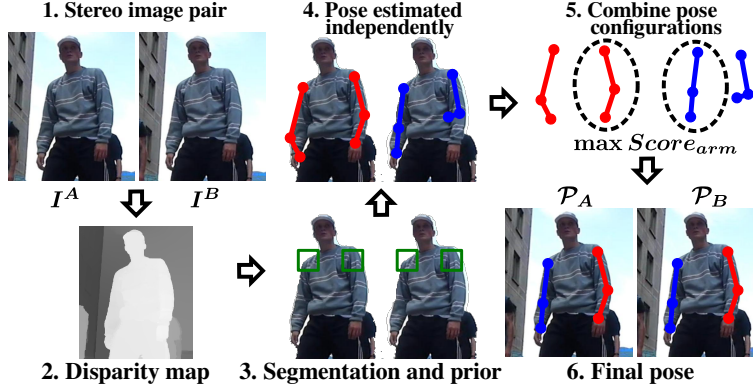 1. Stereo image pair
I^A
I^B
2. Disparity map
3. Segmentation and prior
4. Pose estimated
independently
5. Combine pose
configurations
max Score_arm
P_A
P_B
6. Final pose